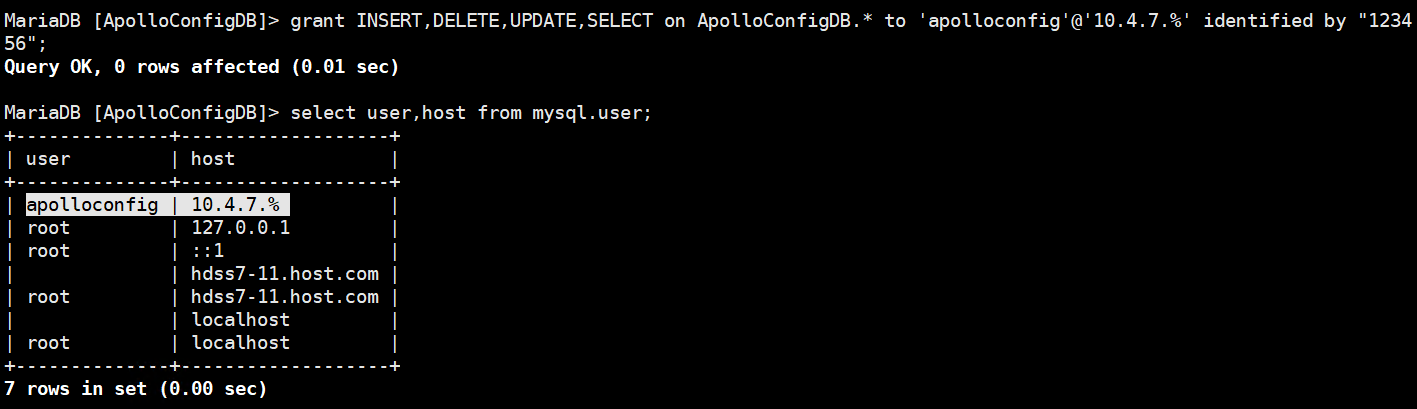 MariaDB [ApolloConfigDB]> grant INSERT,DELETE,UPDATE,SELECT on ApolloConfigDB.* to 'apolloconfig'@'10.4.7.%' identified by "1234
56";
Query OK, 0 rows affected (0.01 sec)
MariaDB [ApolloConfigDB]> select user,host from mysql.user;
+--------------+-------------------+
| user         | host              |
+--------------+-------------------+
| apolloconfig | 10.4.7.%          |
| root         | 127.0.0.1         |
| root         | ::1               |
|              | hdss7-11.host.com |
| root         | hdss7-11.host.com |
|              | localhost         |
| root         | localhost         |
+--------------+-------------------+
7 rows in set (0.00 sec)